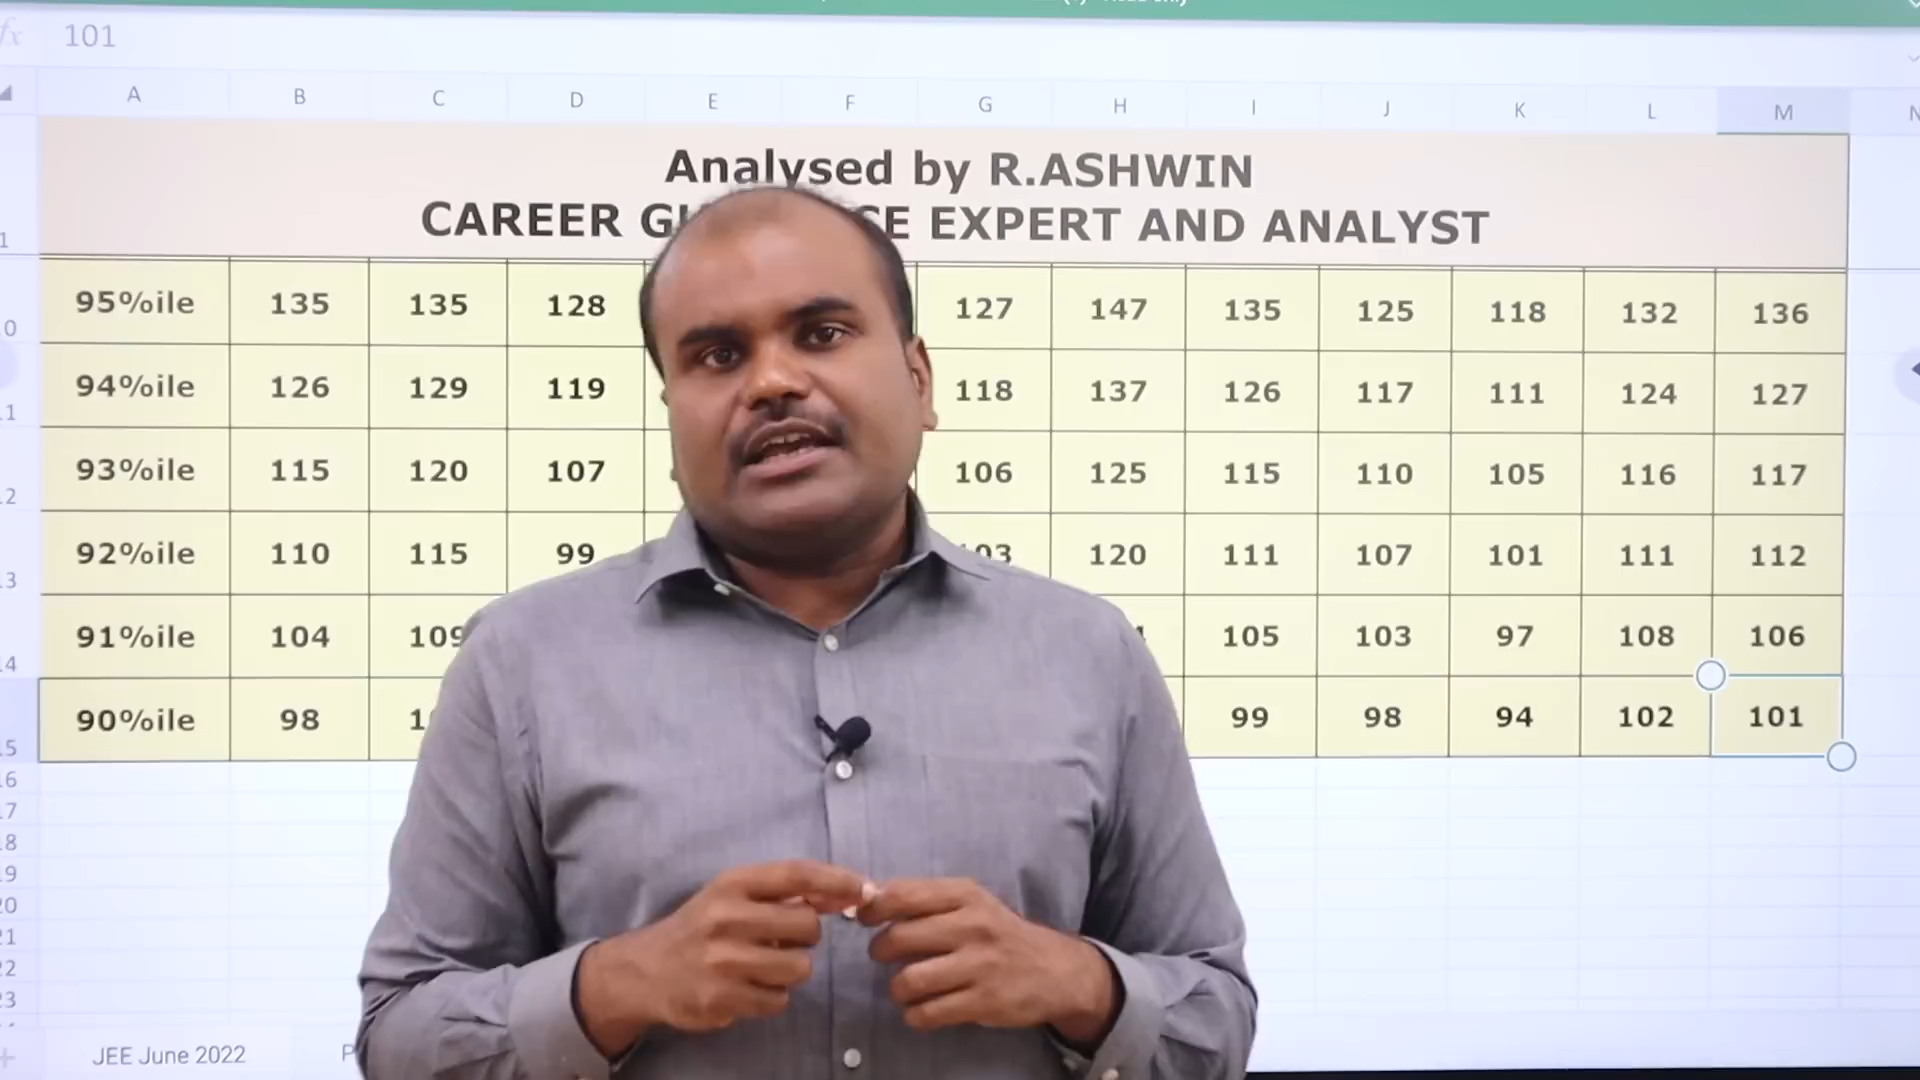 101
A B C D E F G H I J K L M N
Analysed by R.ASHWIN
CAREER EXPERT AND ANALYST
95%ile 135 135 128 127 147 135 125 118 132 136
94%ile 126 129 119 118 137 126 117 111 124 127
93%ile 115 120 107 106 125 115 110 105 116 117
92%ile 110 115 99 120 111 107 101 111 112
91%ile 104 109 105 103 97 108 106
90%ile 98 99 98 94 102 101
JEE June 2022